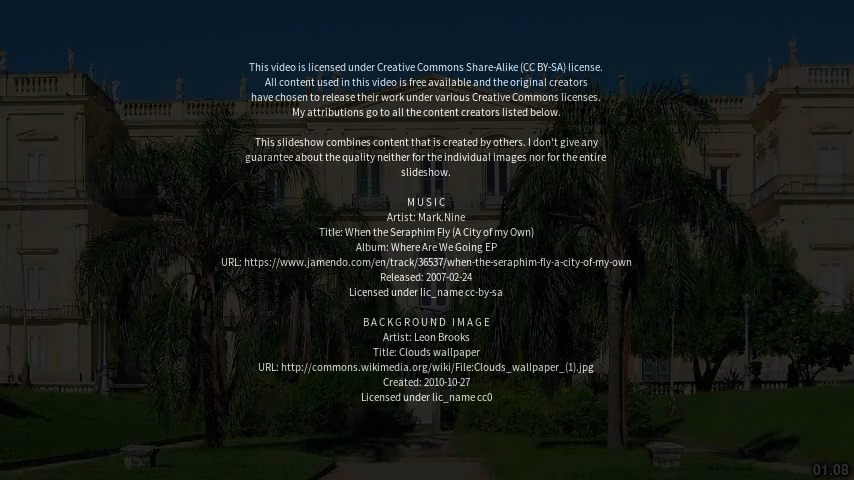 This video is licensed under Creative Commons Share-Alike (CC BY-SA) license.
All content used in this video is free available and the original creators
have chosen to release their work under various Creative Commons licenses.
My attributions go to all the content creators listed below.
This slideshow combines content that is created by others. I don't give any
guarantee about the quality neither for the individual images nor for the entire
slideshow.
MUSIC
Artist: Mark.Nine
Title: When the Seraphim Fly (A City of my Own)
Album: Where Are We Going EP
URL: https://www.jamendo.com/en/track/36537/when-the-seraphim-fly-a-city-of-my-own
Released: 2007-02-24
Licensed under lic_name cc-by-sa
BACKGROUND IMAGE
Artist: Leon Brooks
Title: Clouds wallpaper
URL: http://commons.wikimedia.org/wiki/File:Clouds_wallpaper_(1).jpg
Created: 2010-10-27
Licensed under lic_name cc0
01.08